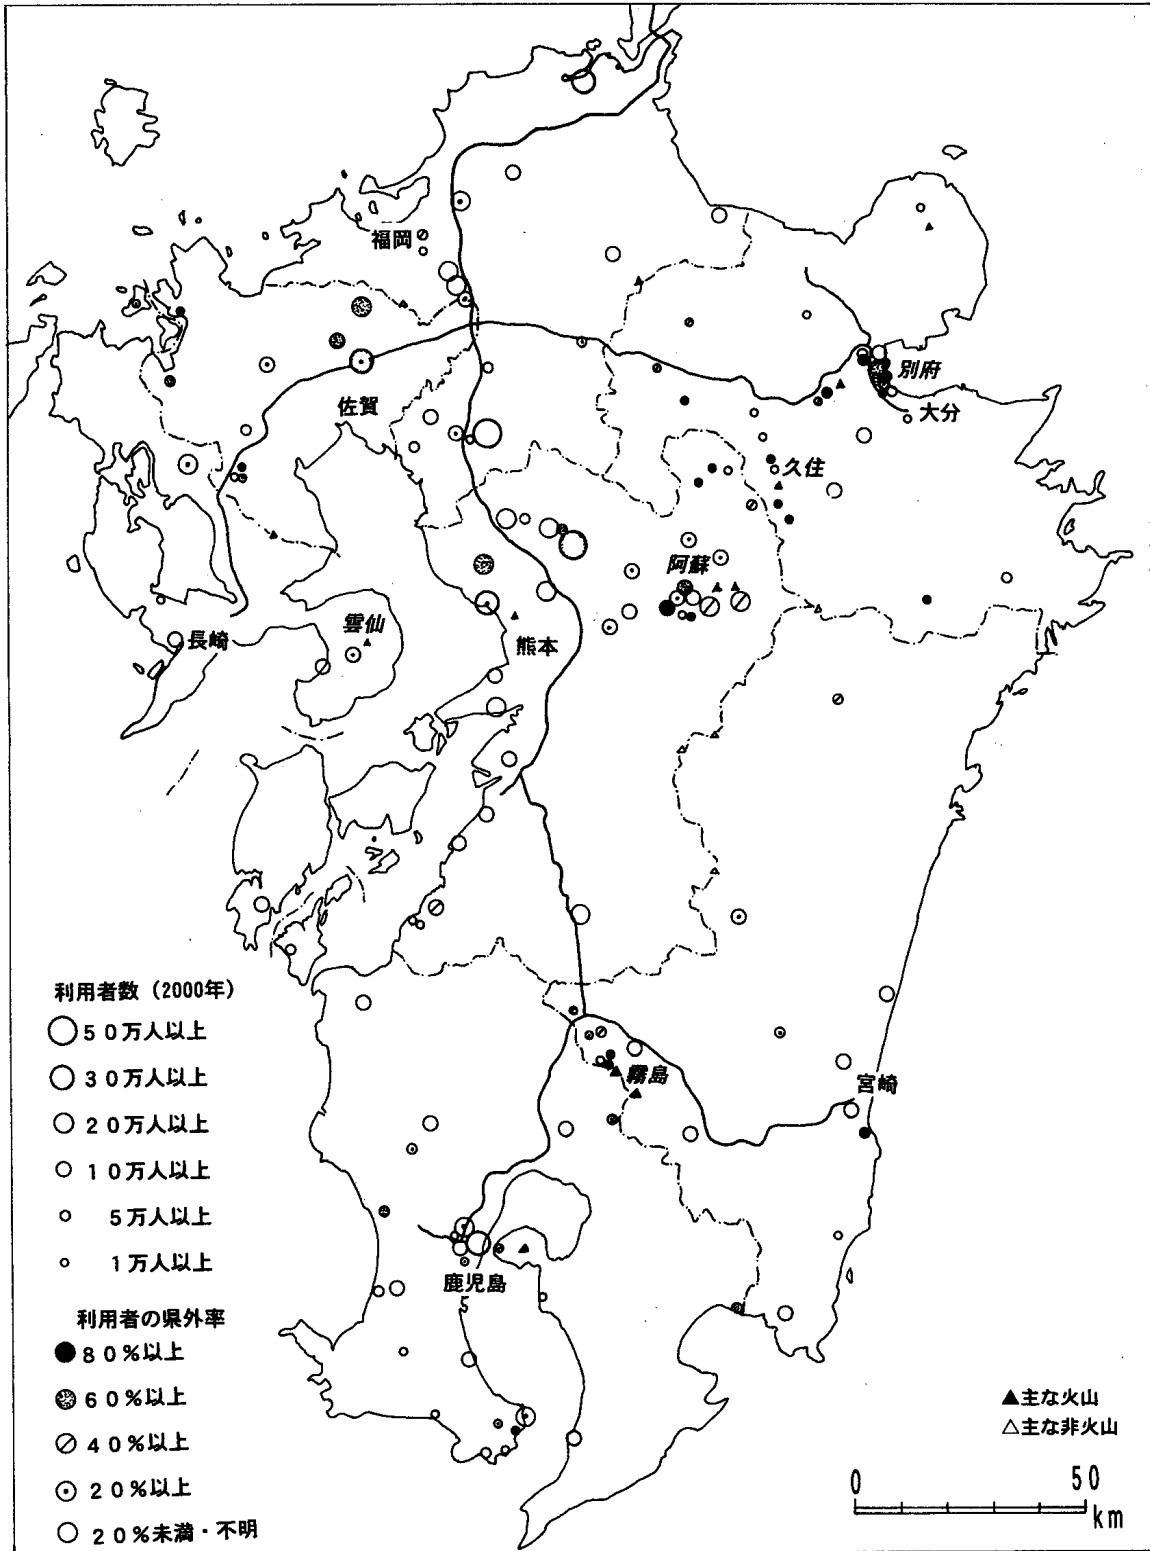 福岡
別府
佐賀
大分
久住
阿蘇
雲仙
長崎
熊本
利用者数（2000年）
５０万人以上
３０万人以上
２０万人以上
１０万人以上
５万人以上
１万人以上
霧島
宮崎
鹿児島
利用者の県外率
８０％以上
６０％以上
４０％以上
２０％以上
２０％未満・不明
▲主な火山
△主な非火山
0 50
km